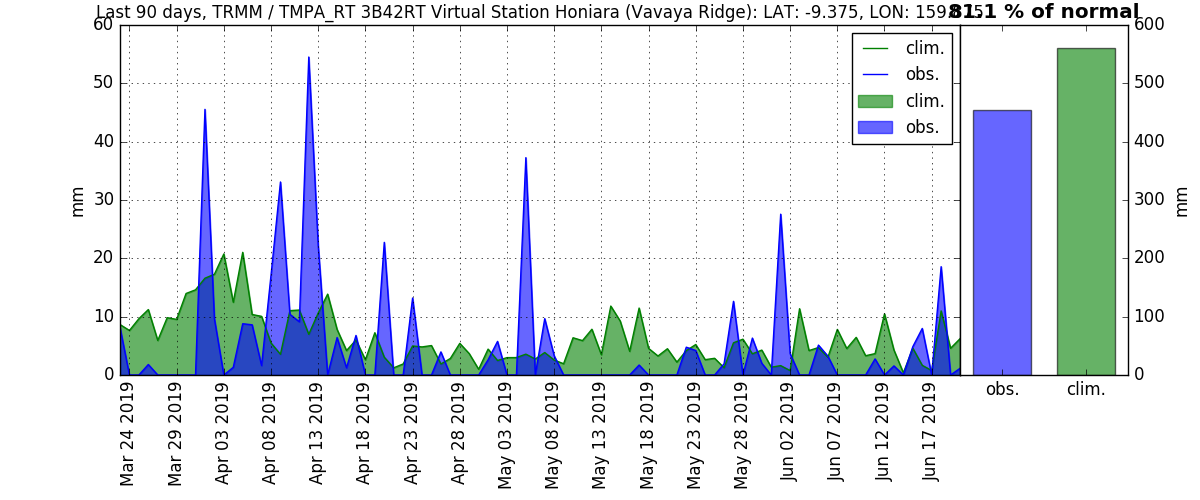 Last 90 days, TRMM / TMPA_RT 3B42RT Virtual Station Honiara (Vavaya Ridge): LAT: -9.375, LON:
81.1 % of normal
60
50
40
30
20
10
0
mm
clim.
obs.
clim.
obs.
Mar 24 2019
Mar 29 2019
Apr 03 2019
Apr 08 2019
Apr 13 2019
Apr 18 2019
Apr 23 2019
Apr 28 2019
May 03 2019
May 08 2019
May 13 2019
May 18 2019
May 23 2019
May 28 2019
Jun 02 2019
Jun 07 2019
Jun 12 2019
Jun 17 2019
600
500
400
300
200
100
0
mm
obs.
clim.